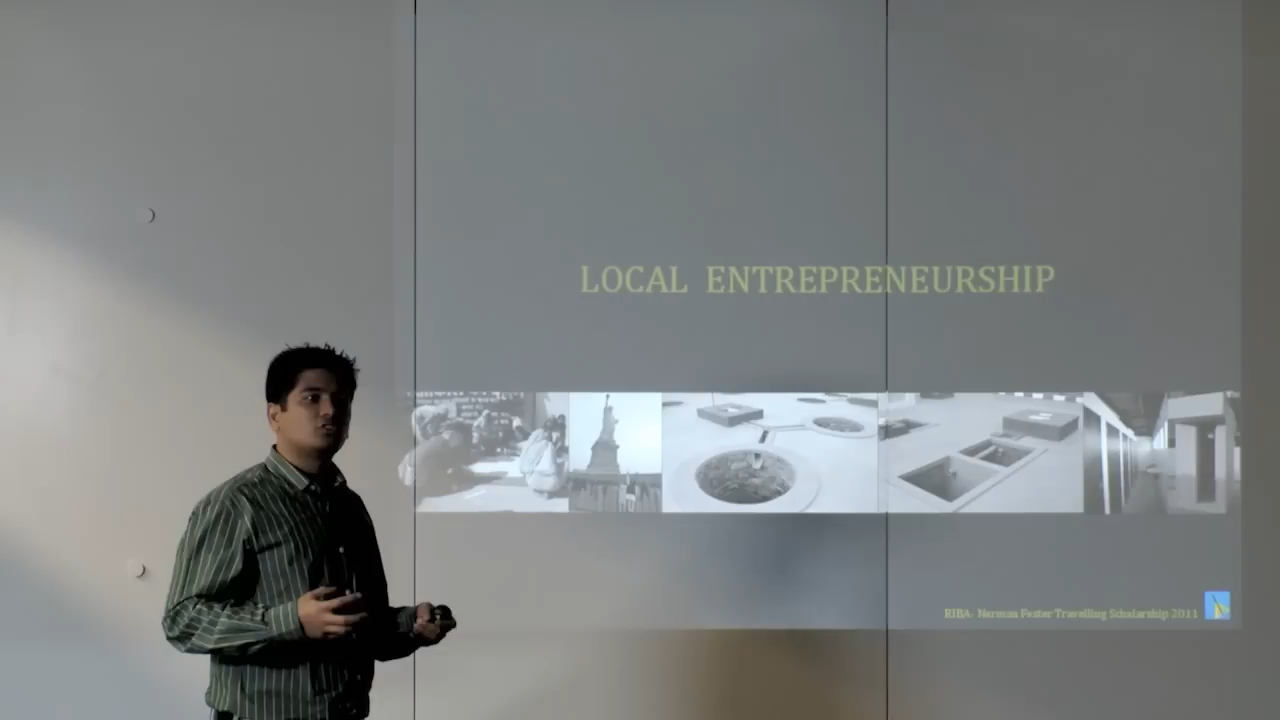 LOCAL ENTREPRENEURSHIP
RIBA- Norman Foster Travelling Scholarship 2011